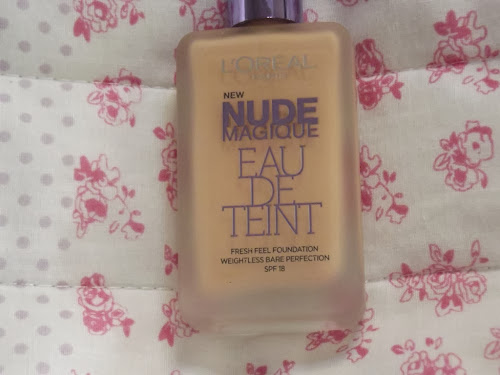 L'ORÉAL
NEW
NUDE
MAGIQUE
EAU
DE
TEINT
FRESH FEEL FOUNDATION
WEIGHTLESS BARE PERFECTION
SPF 18